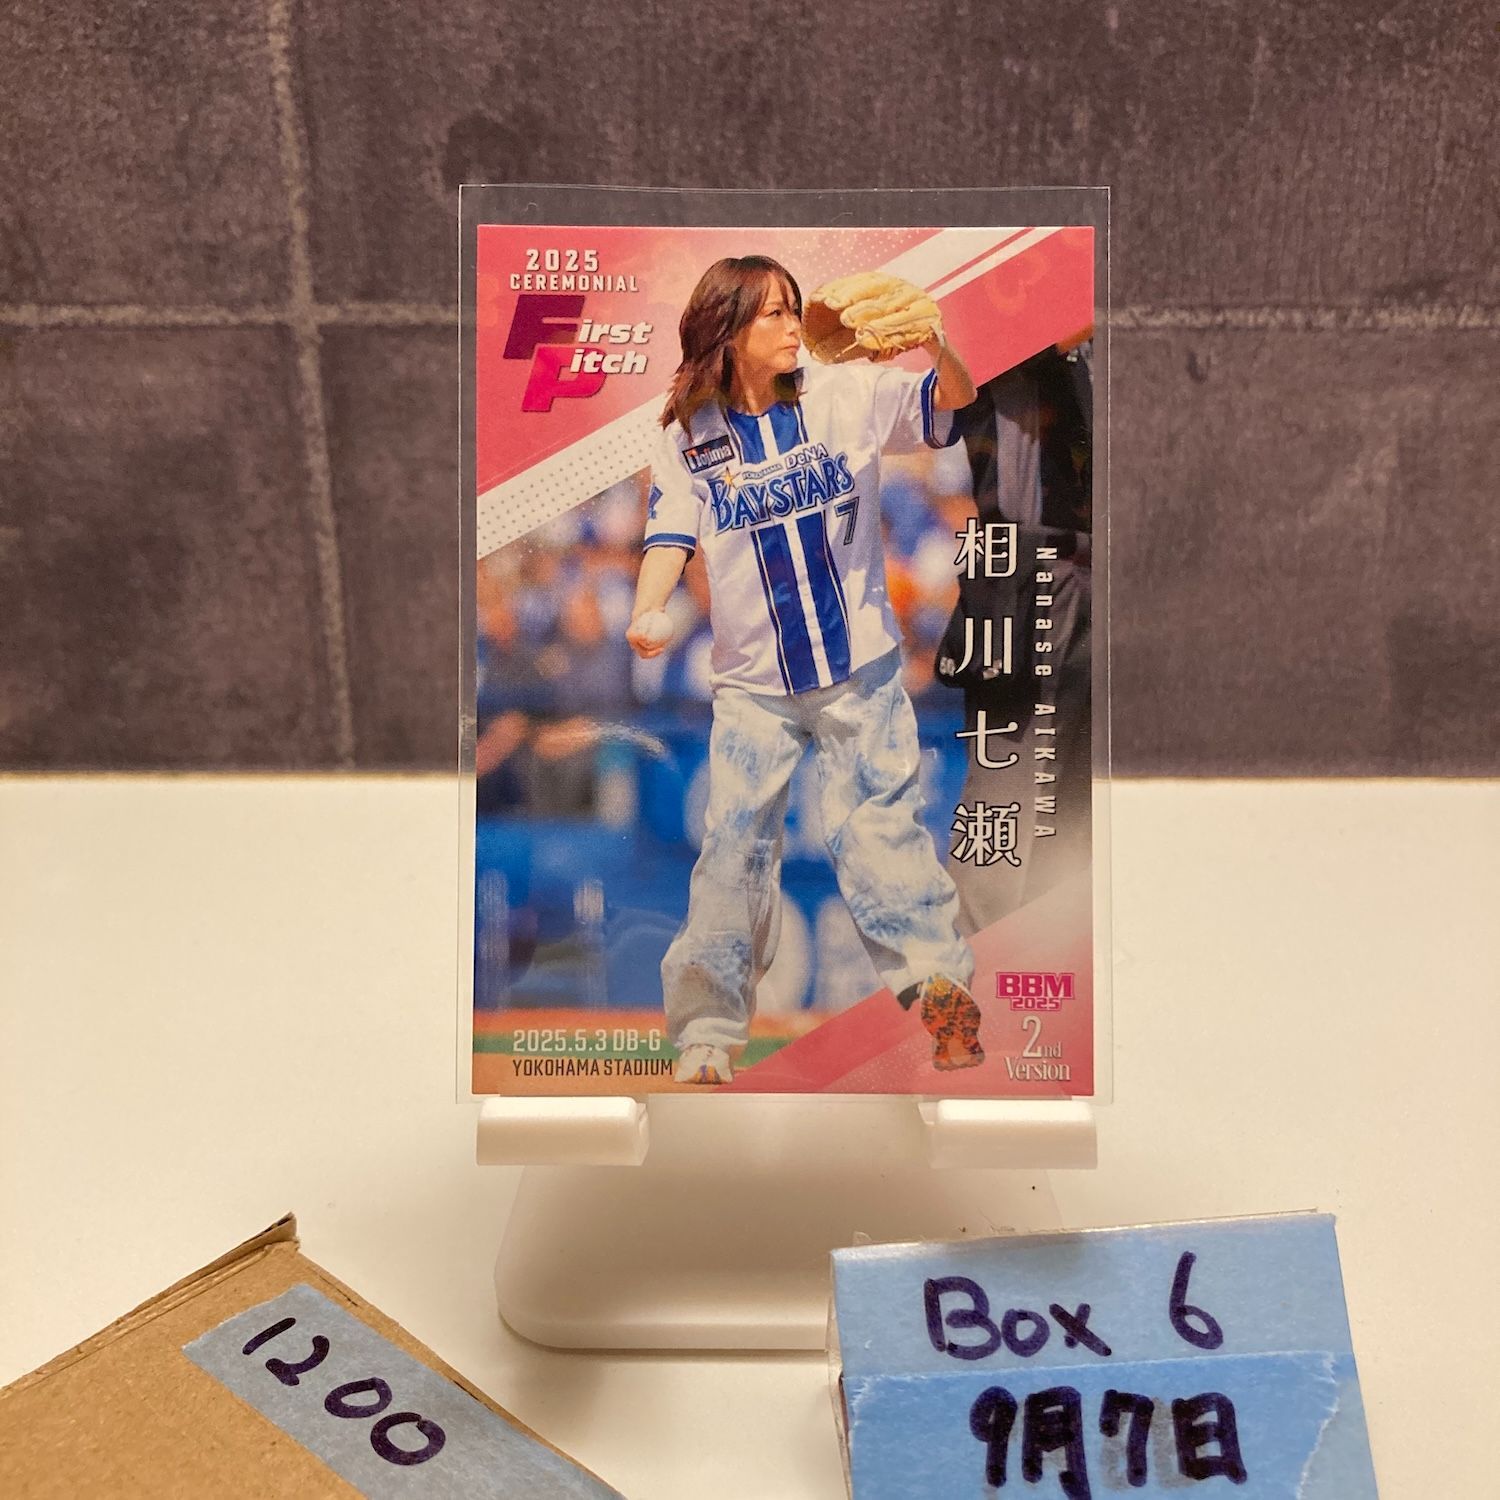 2025
CEREMONIAL
First
Pitch
nojima
YOKOHAMA DeNA
BAYSTARS
7
相川七瀬
Nanase AIKAWA
BBM
2025
2nd
Version
2025.5.3 DB-G
YOKOHAMA STADIUM
1200
Box 6
9月7日